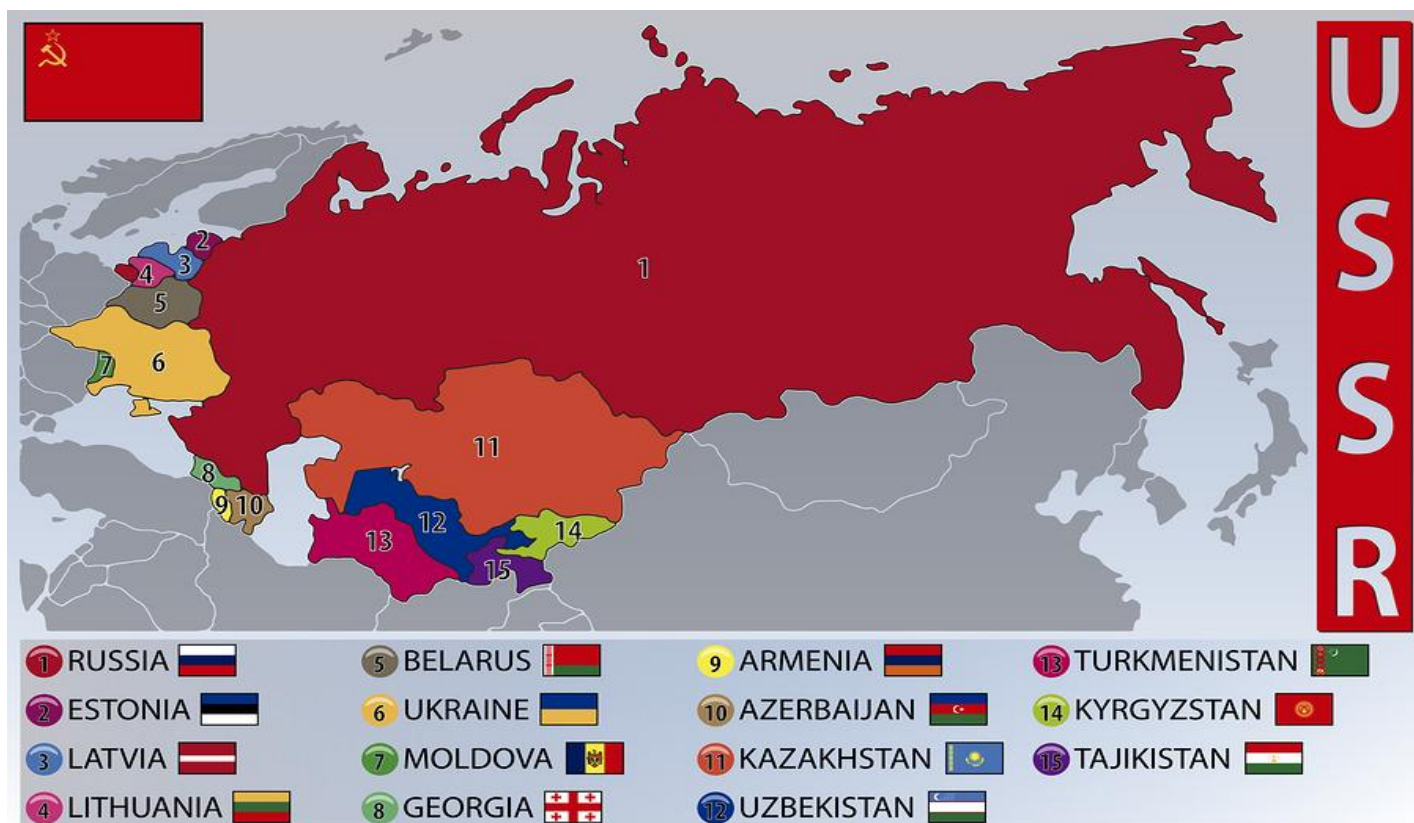 U
S
S
R
1
2
3
4
5
6
7
8
9
10
11
12
13
14
15
1 RUSSIA
2 ESTONIA
3 LATVIA
4 LITHUANIA
5 BELARUS
6 UKRAINE
7 MOLDOVA
8 GEORGIA
9 ARMENIA
10 AZERBAIJAN
11 KAZAKHSTAN
12 UZBEKISTAN
13 TURKMENISTAN
14 KYRGYZSTAN
15 TAJIKISTAN